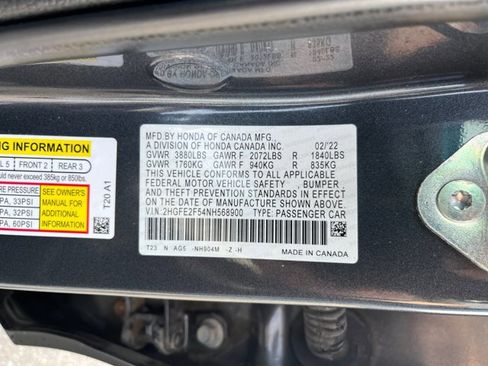 NG INFORMATION
L 5 FRONT 2 REAR 3
uld never exceed 385kg or 850lbs.
RE PRESSURE SEE OWNER'S
PA, 33PSI MANUAL FOR
PA, 32PSI ADDITIONAL
PA, 60PSI INFORMATION
T20 A1
MFD.BY HONDA OF CANADA MFG.,
A DIVISION OF HONDA CANADA INC. 02/'22
GVWR 3880LBS GAWR F 2072LBS R 1840LBS
GVWR 1760KG GAWR F 940KG R 835KG
THIS VEHICLE CONFORMS TO ALL APPLICABLE
FEDERAL MOTOR VEHICLE SAFETY , BUMPER
AND THEFT PREVENTION STANDARDS IN EFFECT
ON THE DATE OF MANUFACTURE SHOWN ABOVE.
V.I.N:2HGFE2F54NH568900 TYPE: PASSENGER CAR
T23 N AGS -NH904M -Z -H
MADE IN CANADA